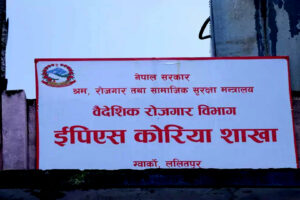 नेपाल सरकार
श्रम, रोजगार तथा सामाजिक सुरक्षा मन्त्रालय
वैदेशिक रोजगार विभाग
ईपिएस कोरिया शाखा
ग्वार्को, ललितपुर